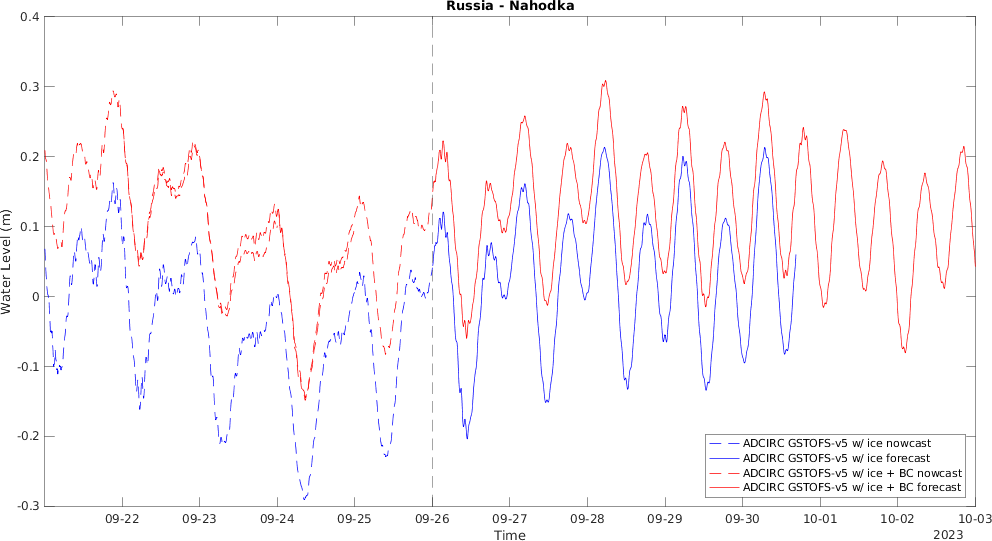 Russia - Nahodka
0.4
0.3
0.2
0.1
0
-0.1
-0.2
-0.3
Water Level (m)
09-22 09-23 09-24 09-25 09-26 09-27 09-28 09-29 09-30 10-01 10-02 10-03
Time
2023
ADCIRC GSTOFS-v5 w/ ice nowcast
ADCIRC GSTOFS-v5 w/ ice forecast
ADCIRC GSTOFS-v5 w/ ice + BC nowcast
ADCIRC GSTOFS-v5 w/ ice + BC forecast